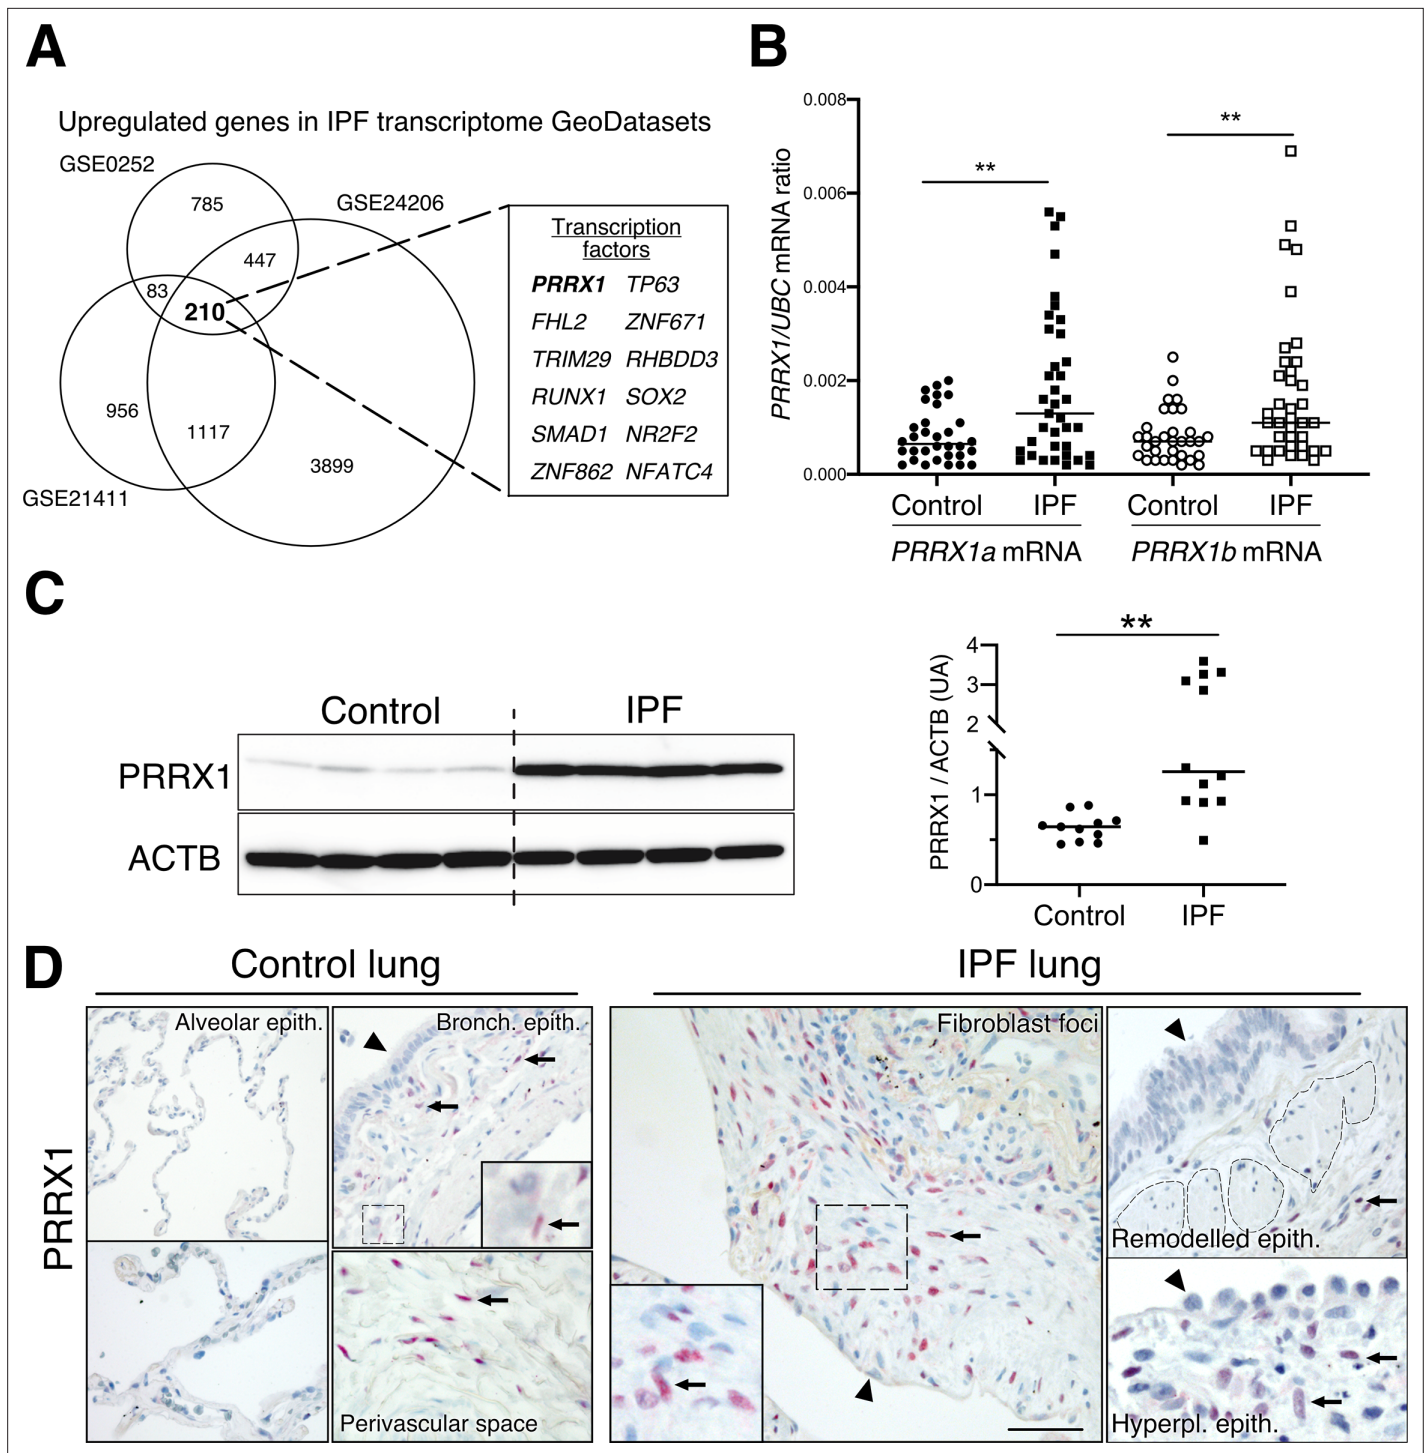 A
Upregulated genes in IPF transcriptome GeoDatasets
GSE0252
785
GSE24206
447
83
210
956
1117
3899
GSE21411
Transcription
factors
PRRX1 TP63
FHL2 ZNF671
TRIM29 RHBDD3
RUNX1 SOX2
SMAD1 NR2F2
ZNF862 NFATC4
B
PRRX1/UBC mRNA ratio
0.008
0.006
0.004
0.002
0.000
**
**
Control IPF Control IPF
PRRX1a mRNA PRRX1b mRNA
C
Control IPF
PRRX1
ACTB
PRRX1 / ACTB (UA)
4
3
2
1
0
**
Control IPF
D
Control lung
IPF lung
PRRX1
Alveolar epith.
Bronch. epith.
Perivascular space
Fibroblast foci
Remodelled epith.
Hyperpl. epith.